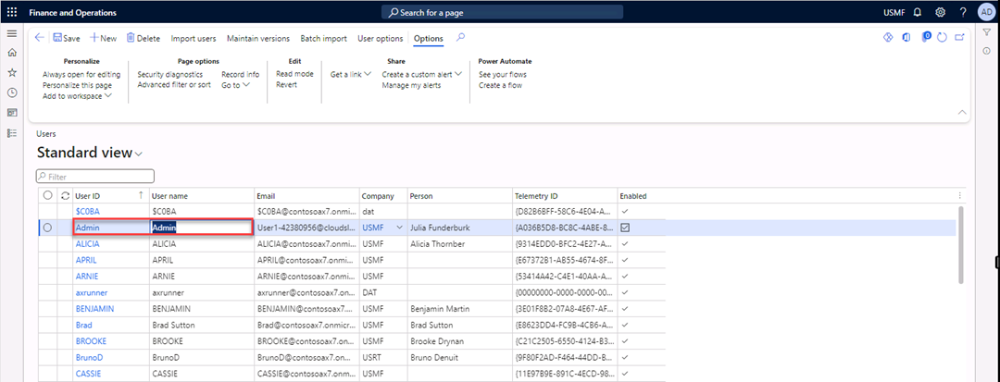 Finance and Operations
Search for a page
USMF
?
AD
Save
New
Delete
Import users
Maintain versions
Batch import
User options
Options
0
Personalize
Always open for editing
Personalize this page
Add to workspace
Page options
Security diagnostics
Advanced filter or sort
Record info
Go to
Edit
Read mode
Revert
Share
Get a link
Create a custom alert
Manage my alerts
Power Automate
See your flows
Create a flow
Users
Standard view
Filter
User ID User name Email Company Person Telemetry ID Enabled
$C0BA $C0BA $C0BA@contosoax7.onmi... dat {D82B6BFF-58C6-4E04-A...
Admin Admin User1-42380956@cloudsl... USMF Julia Funderburk {A036B5D8-BC8C-4ABE-8...
ALICIA ALICIA ALICIA@contosoax7.onmi... USMF Alicia Thornber {9314EDD0-BFC2-4E27-A...
APRIL APRIL APRIL@contosoax7.onmi... USMF {E67372B1-AB55-4674-8F...
ARNIE ARNIE ARNIE@contosoax7.onmi... USMF {53414A42-C4E1-40AA-A...
axrunner axrunner axrunner@contosoax7.on... DAT {00000000-0000-0000-00...
BENJAMIN BENJAMIN BENJAMIN@contosoax7.... USMF Benjamin Martin {3E01F8B2-07A8-4E67-AF...
Brad Brad Sutton Brad@contosoax7.onmicr... USMF Brad Sutton {E8623DD4-FC9B-4CB6-A...
BROOKE BROOKE BROOKE@contosoax7.on... USMF Brooke Drynan {C21C2505-6550-4124-B3...
BrunoD BrunoD BrunoD@contosoax7.on... USRT Bruno Denuit {9F80F2AD-F464-44DD-B...
CASSIE CASSIE CASSIE@contosoax7.onmi... USMF {11E97B9E-891C-4ECD-98...